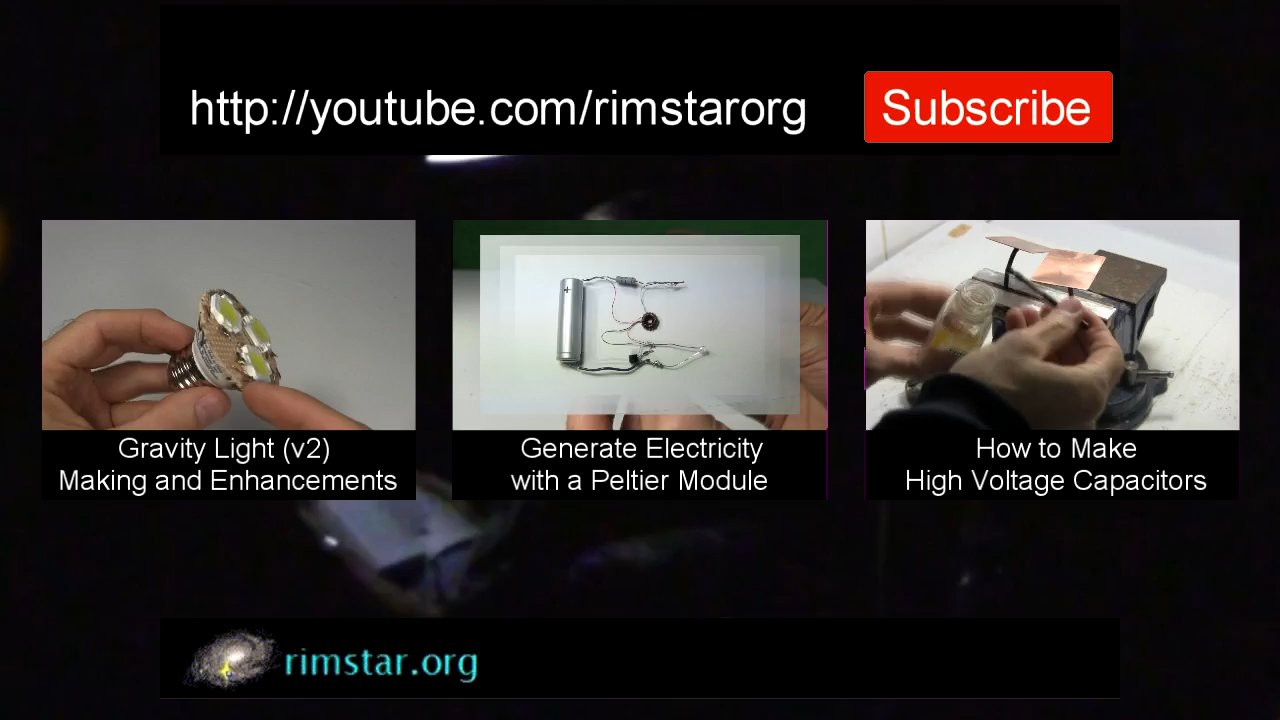 http://youtube.com/rimstarorg
Subscribe
Gravity Light (v2)
Making and Enhancements
Generate Electricity
with a Peltier Module
How to Make
High Voltage Capacitors
rimstar.org